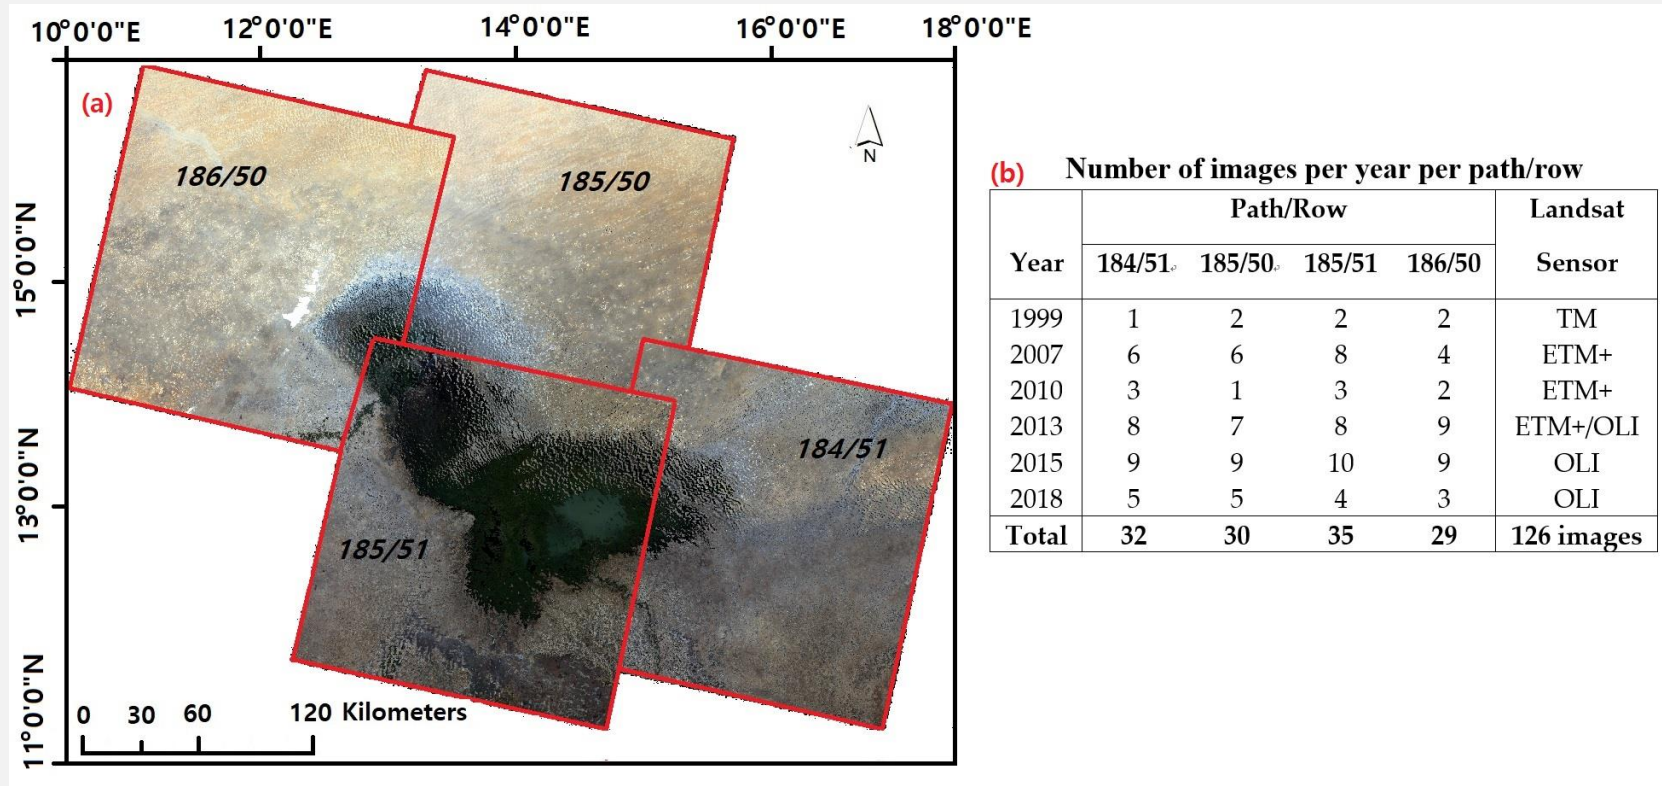 10°0'0"E 12°0'0"E 14°0'0"E 16°0'0"E 18°0'0"E
(a)
N
186/50
185/50
15°0'0"N
184/51
13°0'0"N
185/51
11°0'0"N
0 30 60 120 Kilometers
(b) Number of images per year per path/row
Path/Row Landsat
Year 184/51 185/50 185/51 186/50 Sensor
1999 1 2 2 2 TM
2007 6 6 8 4 ETM+
2010 3 1 3 2 ETM+
2013 8 7 8 9 ETM+/OLI
2015 9 9 10 9 OLI
2018 5 5 4 3 OLI
Total 32 30 35 29 126 images